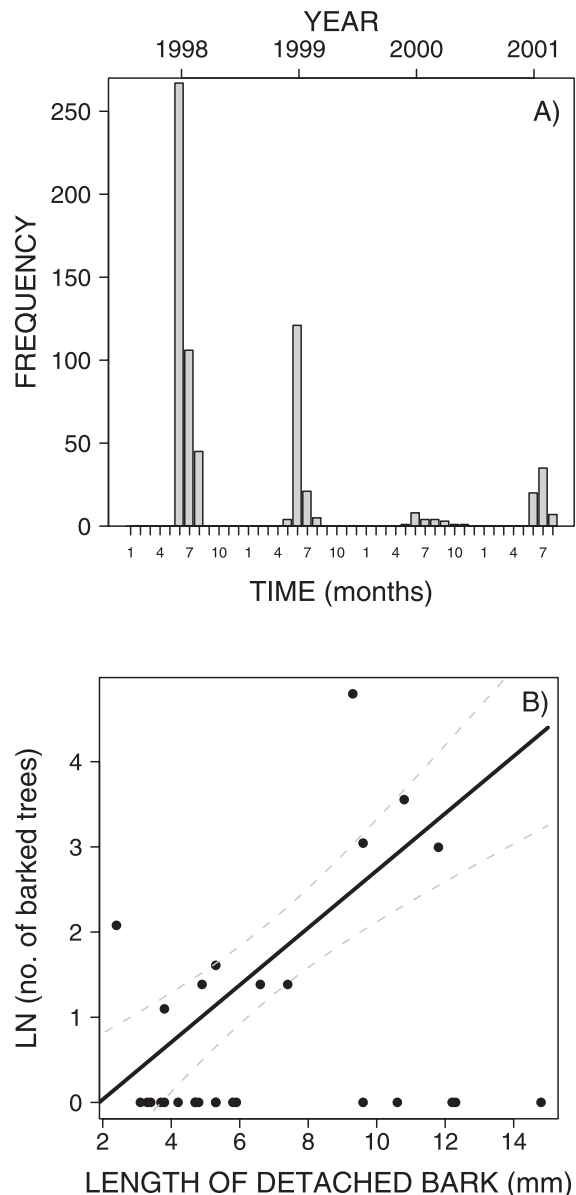 YEAR
1998 1999 2000 2001
A)
250
200
150
100
50
0
FREQUENCY
1 4 7 10 1 4 7 10 1 4 7 10 1 4 7
TIME (months)
B)
4
3
2
1
0
LN (no. of barked trees)
2 4 6 8 10 12 14
LENGTH OF DETACHED BARK (mm)